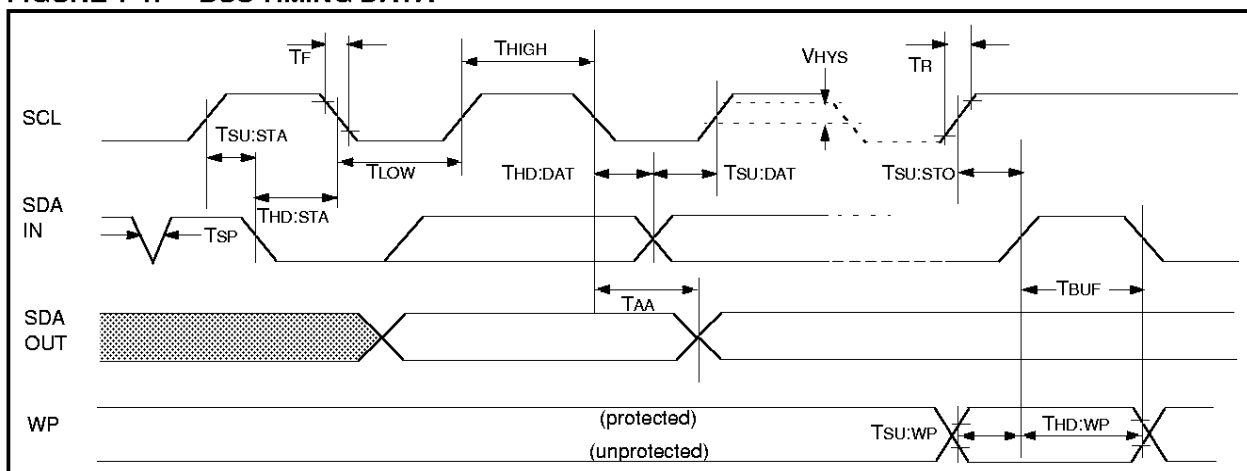 FIGURE 1-1: BUS TIMING DATA
TF
THIGH
VHYS
TR
SCL
TSU:STA
TLOW
THD:DAT
TSU:DAT
TSU:STO
SDA
IN
THD:STA
TSP
TBUF
TAA
SDA
OUT
WP
(protected)
(unprotected)
TSU:WP
THD:WP